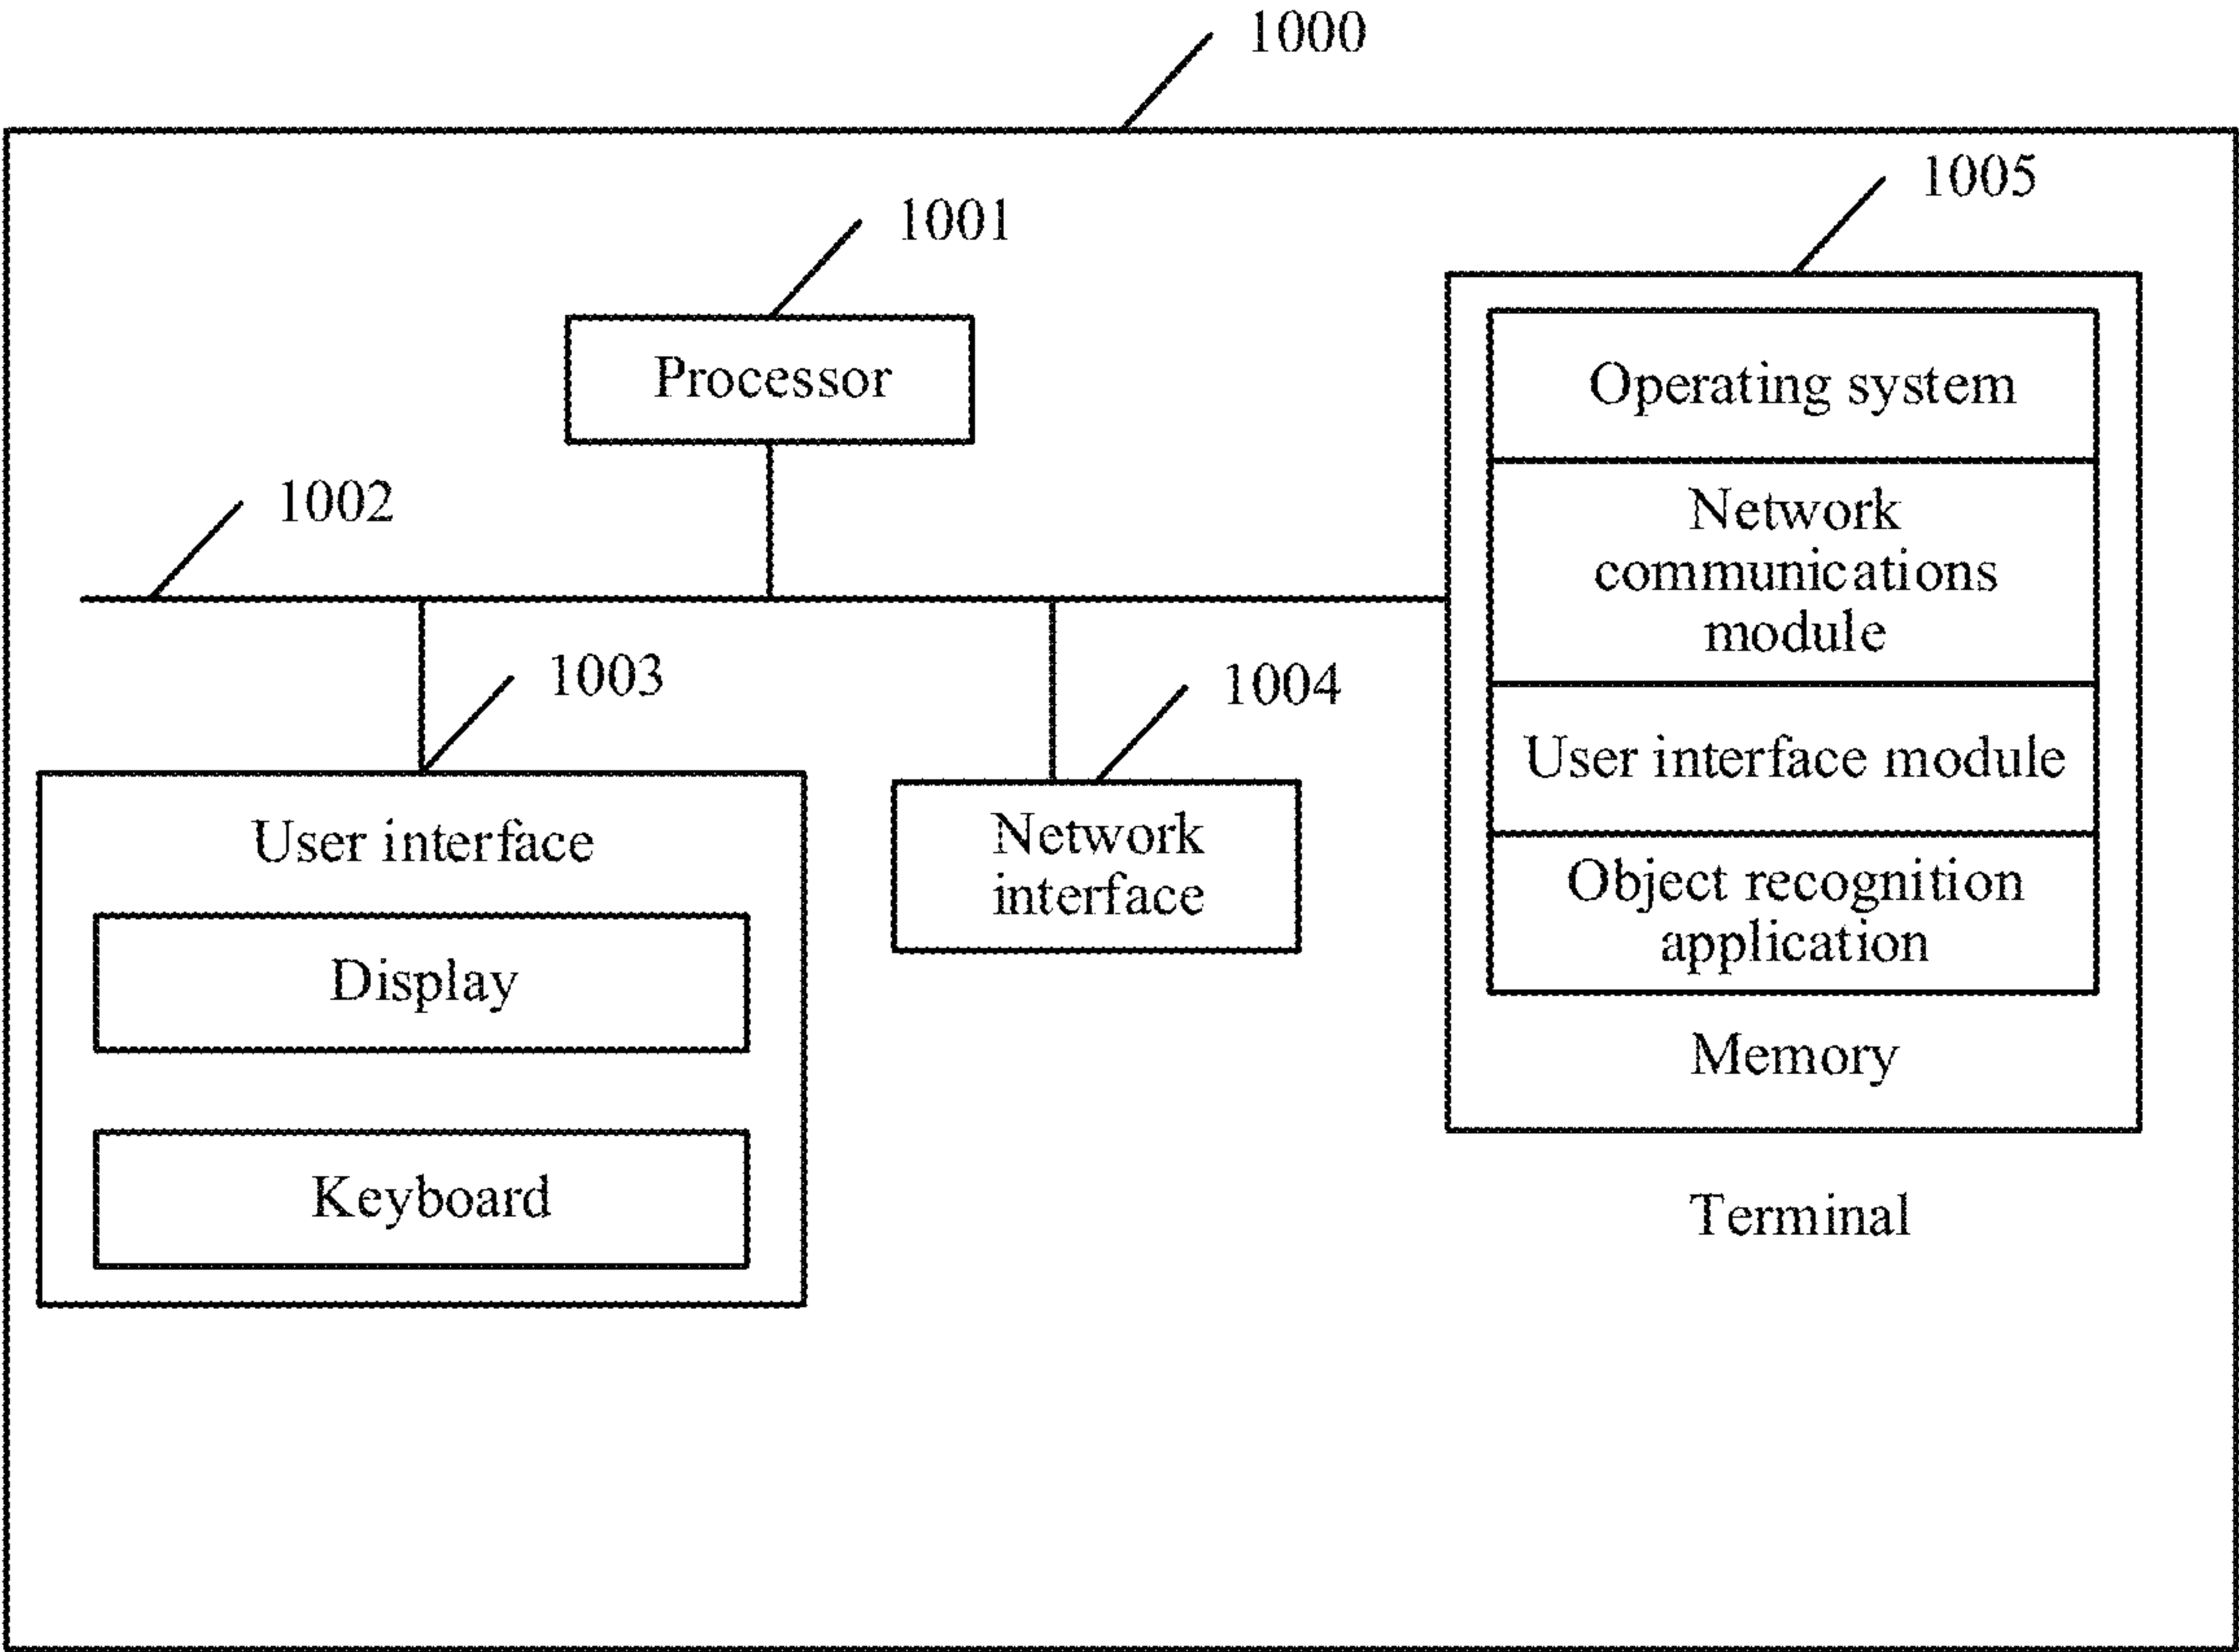 1000
1005
1001
Processor
Operating system
1002
Network
communications
module
1003
1004
User interface module
User interface
Network
interface
Object recognition
application
Display
Memory
Keyboard
Terminal